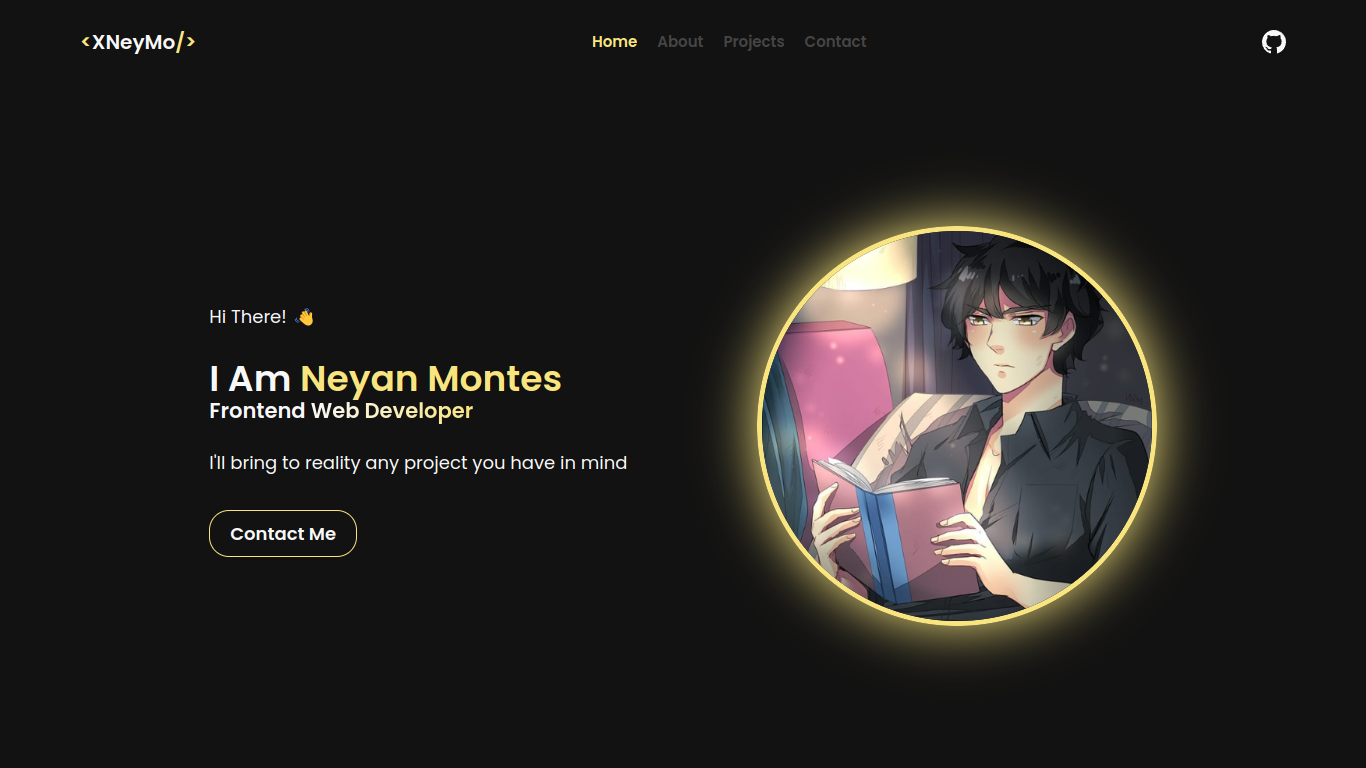 <XNeyMo/>
Home About Projects Contact
Hi There! 👋
I Am Neyan Montes
Frontend Web Developer
I'll bring to reality any project you have in mind
Contact Me